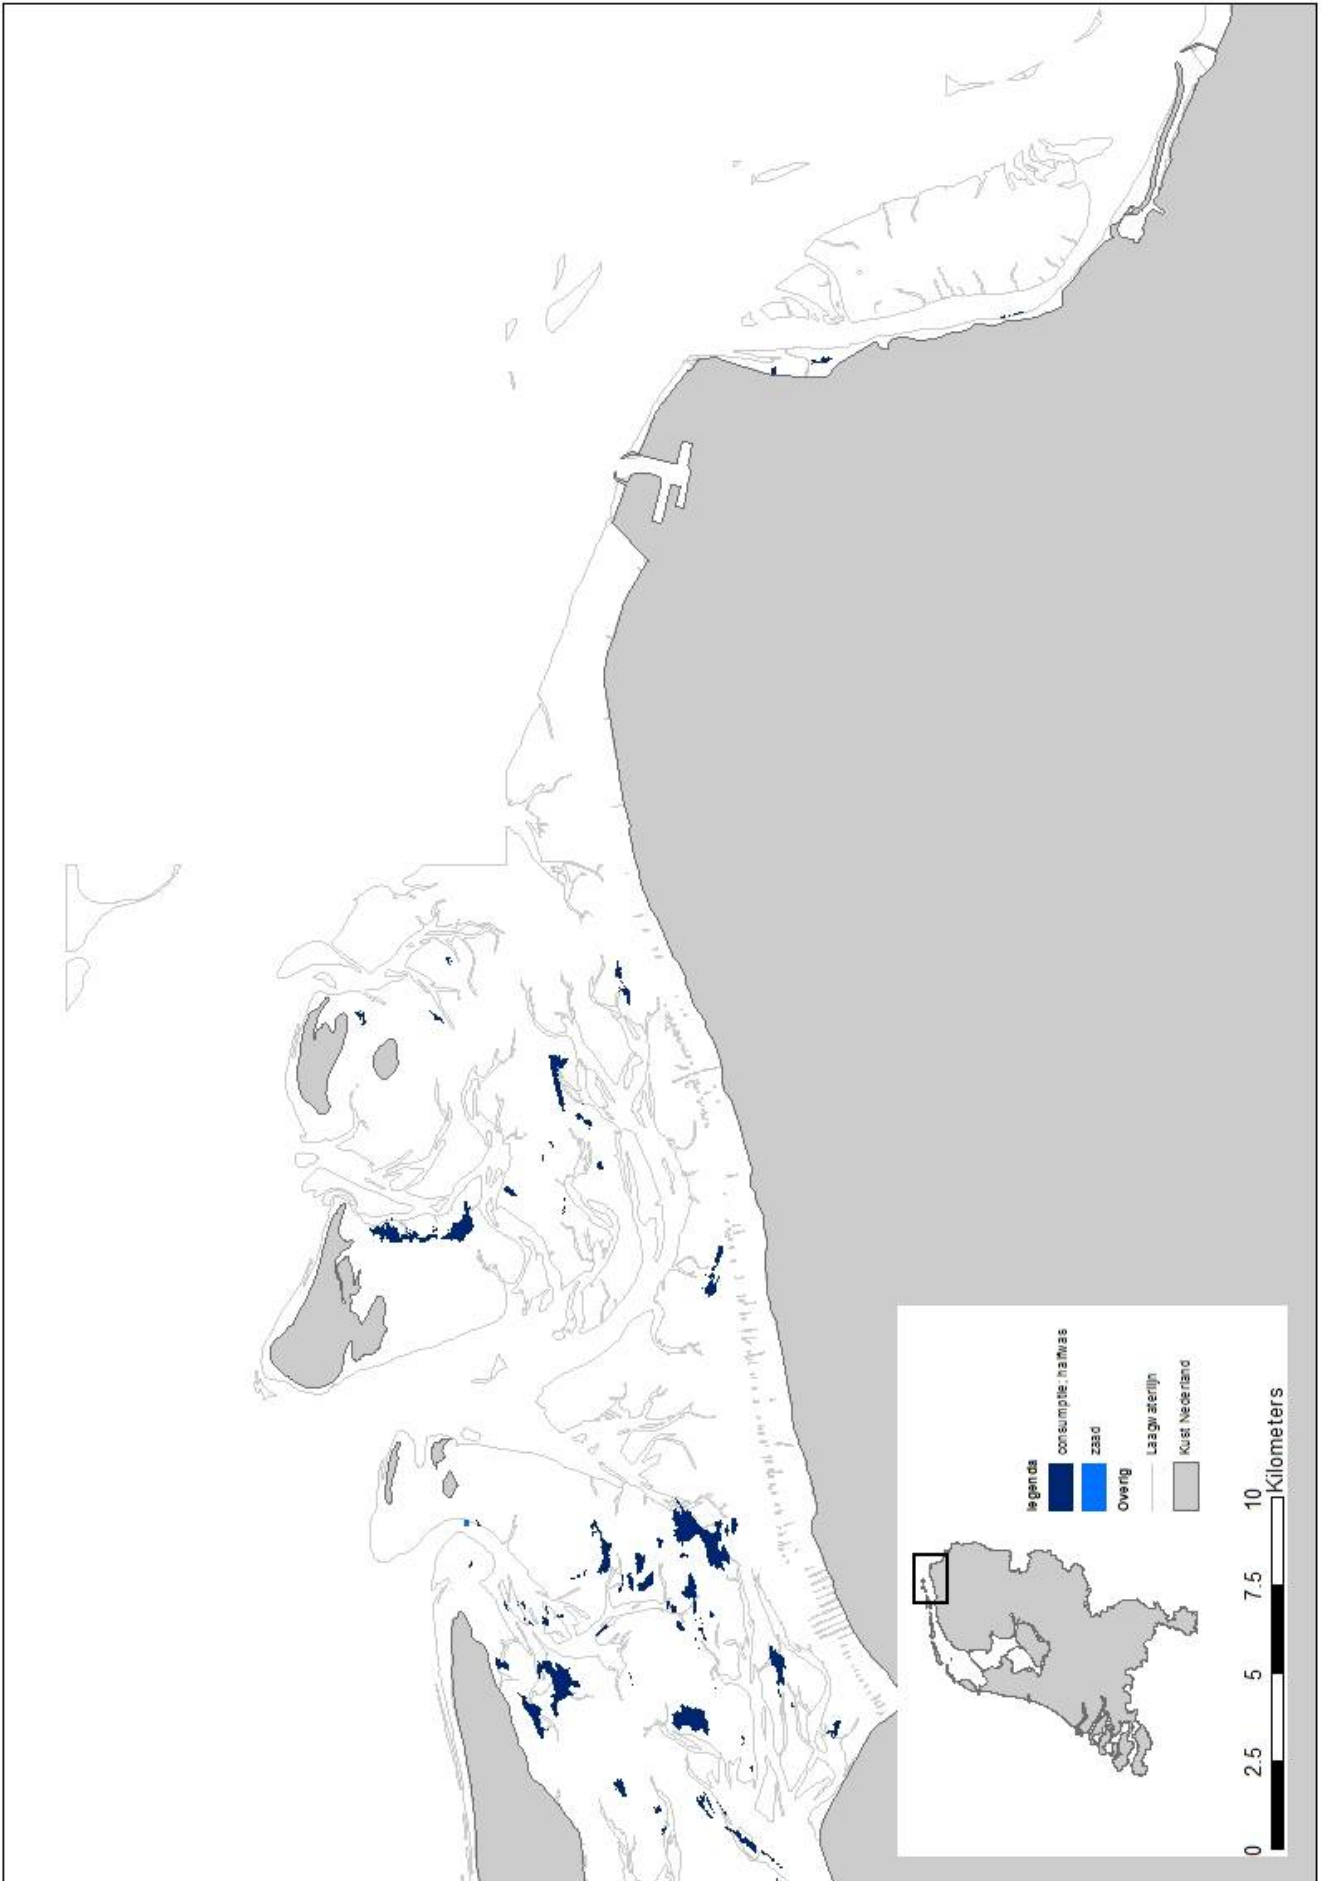 legenda
consumptie; halfwas
zaad
Overig
Laagwaterlijn
Kust Nederland
0 2.5 5 7.5 10
Kilometers